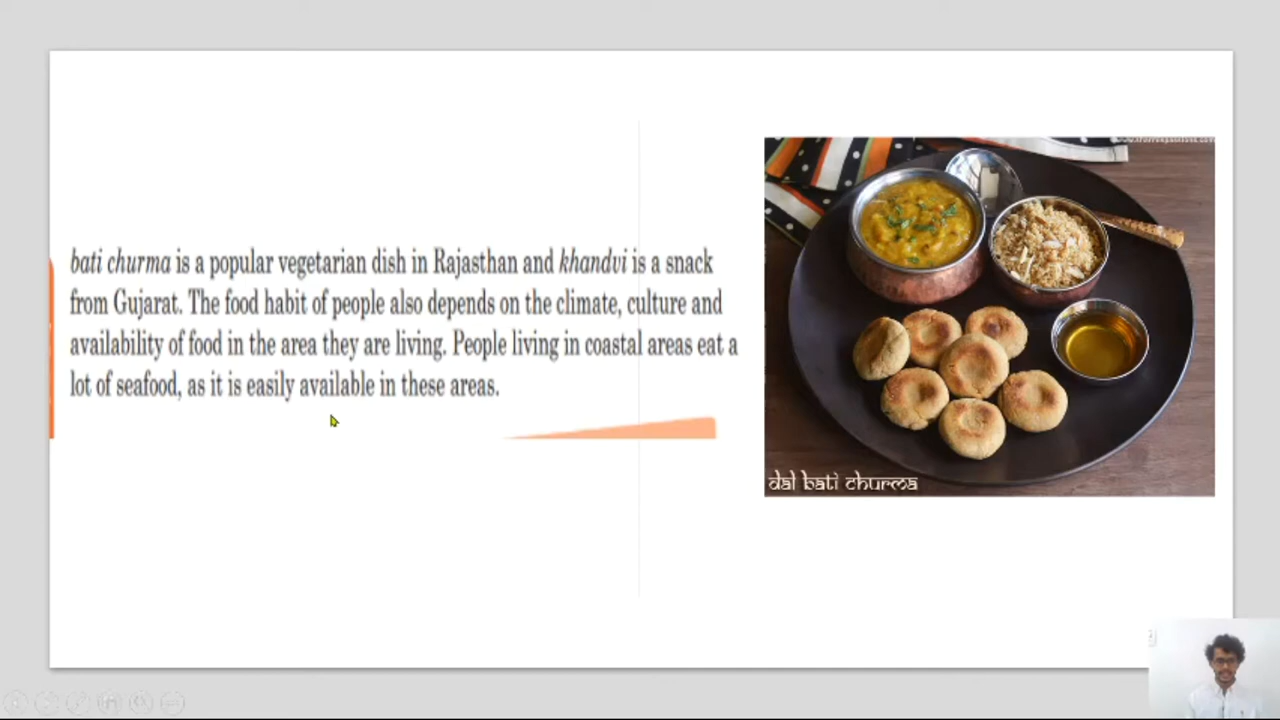 bati churma is a popular vegetarian dish in Rajasthan and khandvi is a snack
from Gujarat. The food habit of people also depends on the climate, culture and
availability of food in the area they are living. People living in coastal areas eat a
lot of seafood, as it is easily available in these areas.
dal bati churma